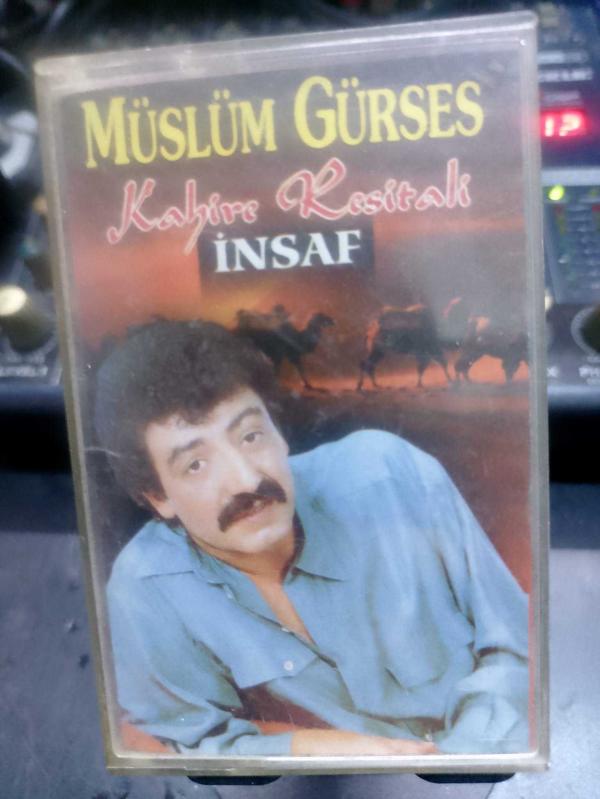 MÜSLÜM GÜRSES
Kahire Resitali
İNSAF